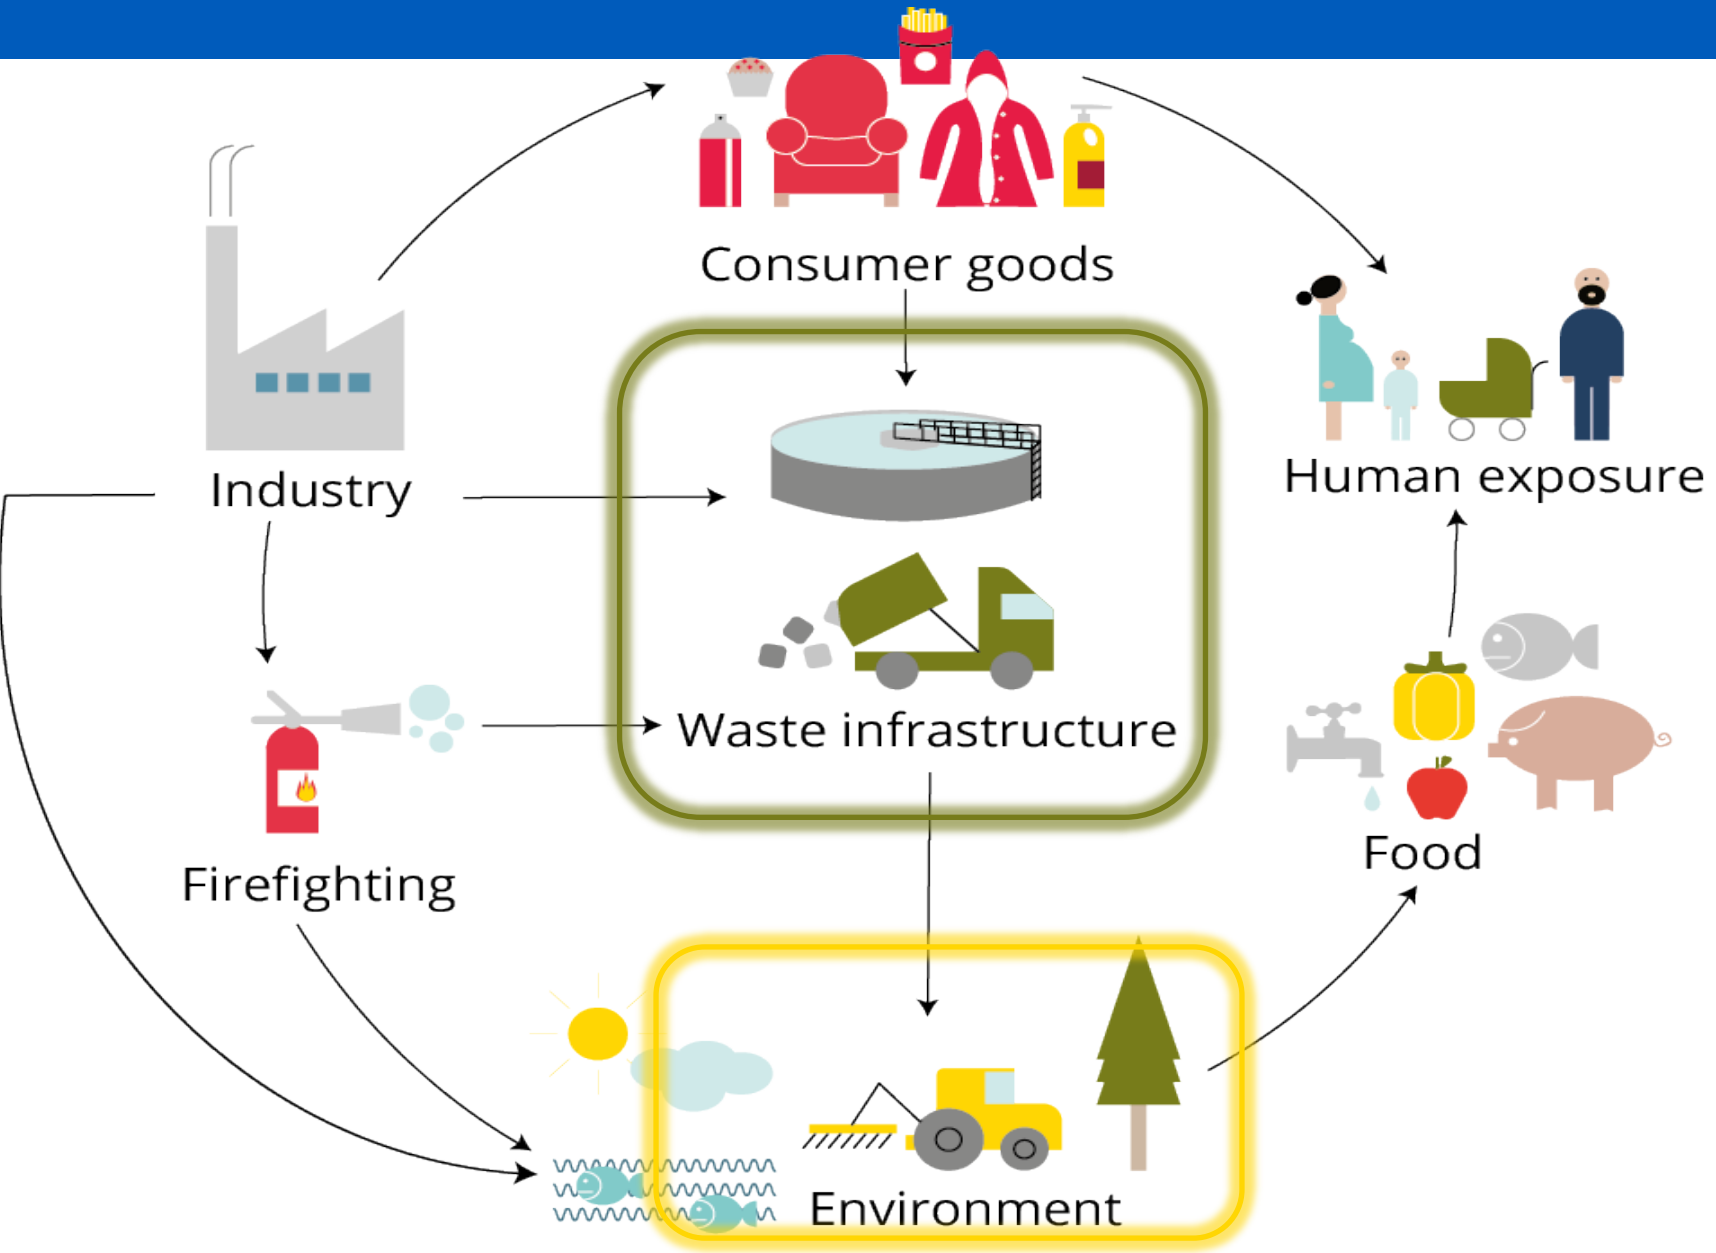 Consumer goods
Industry
Human exposure
Waste infrastructure
Firefighting
Food
Environment